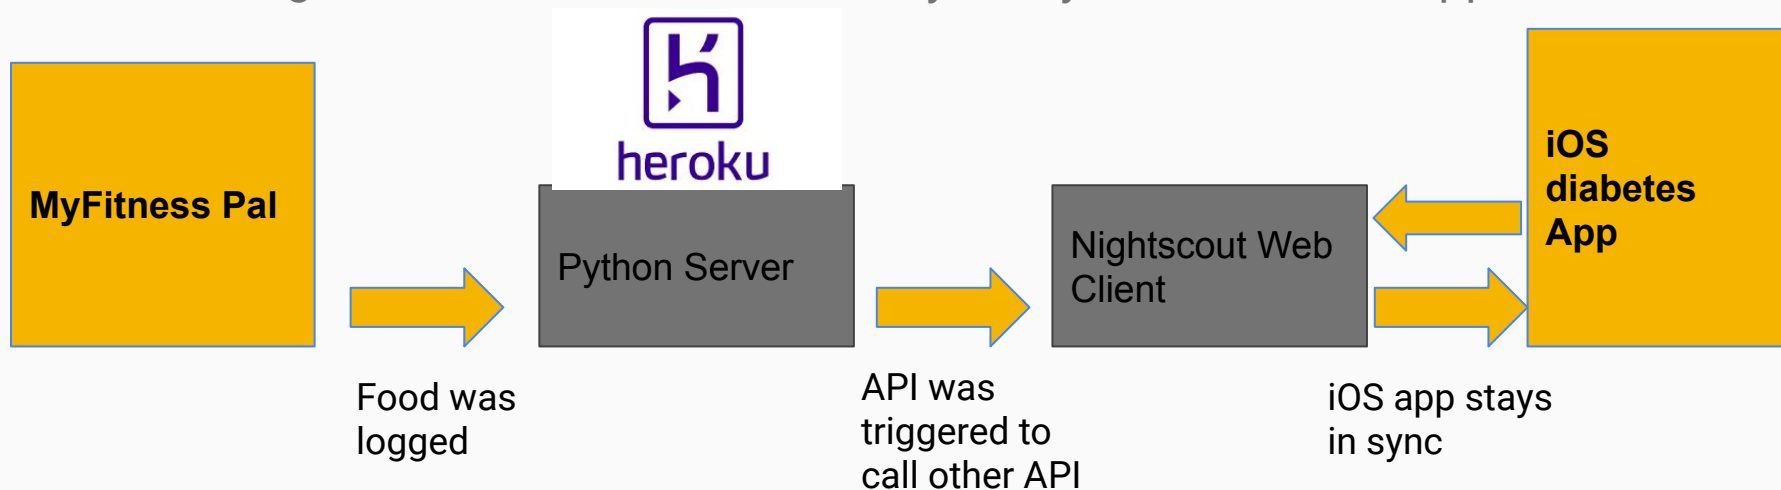 MyFitness Pal
heroku
Python Server
Nightscout Web
Client
iOS
diabetes
App
Food was
logged
API was
triggered to
call other API
iOS app stays
in sync